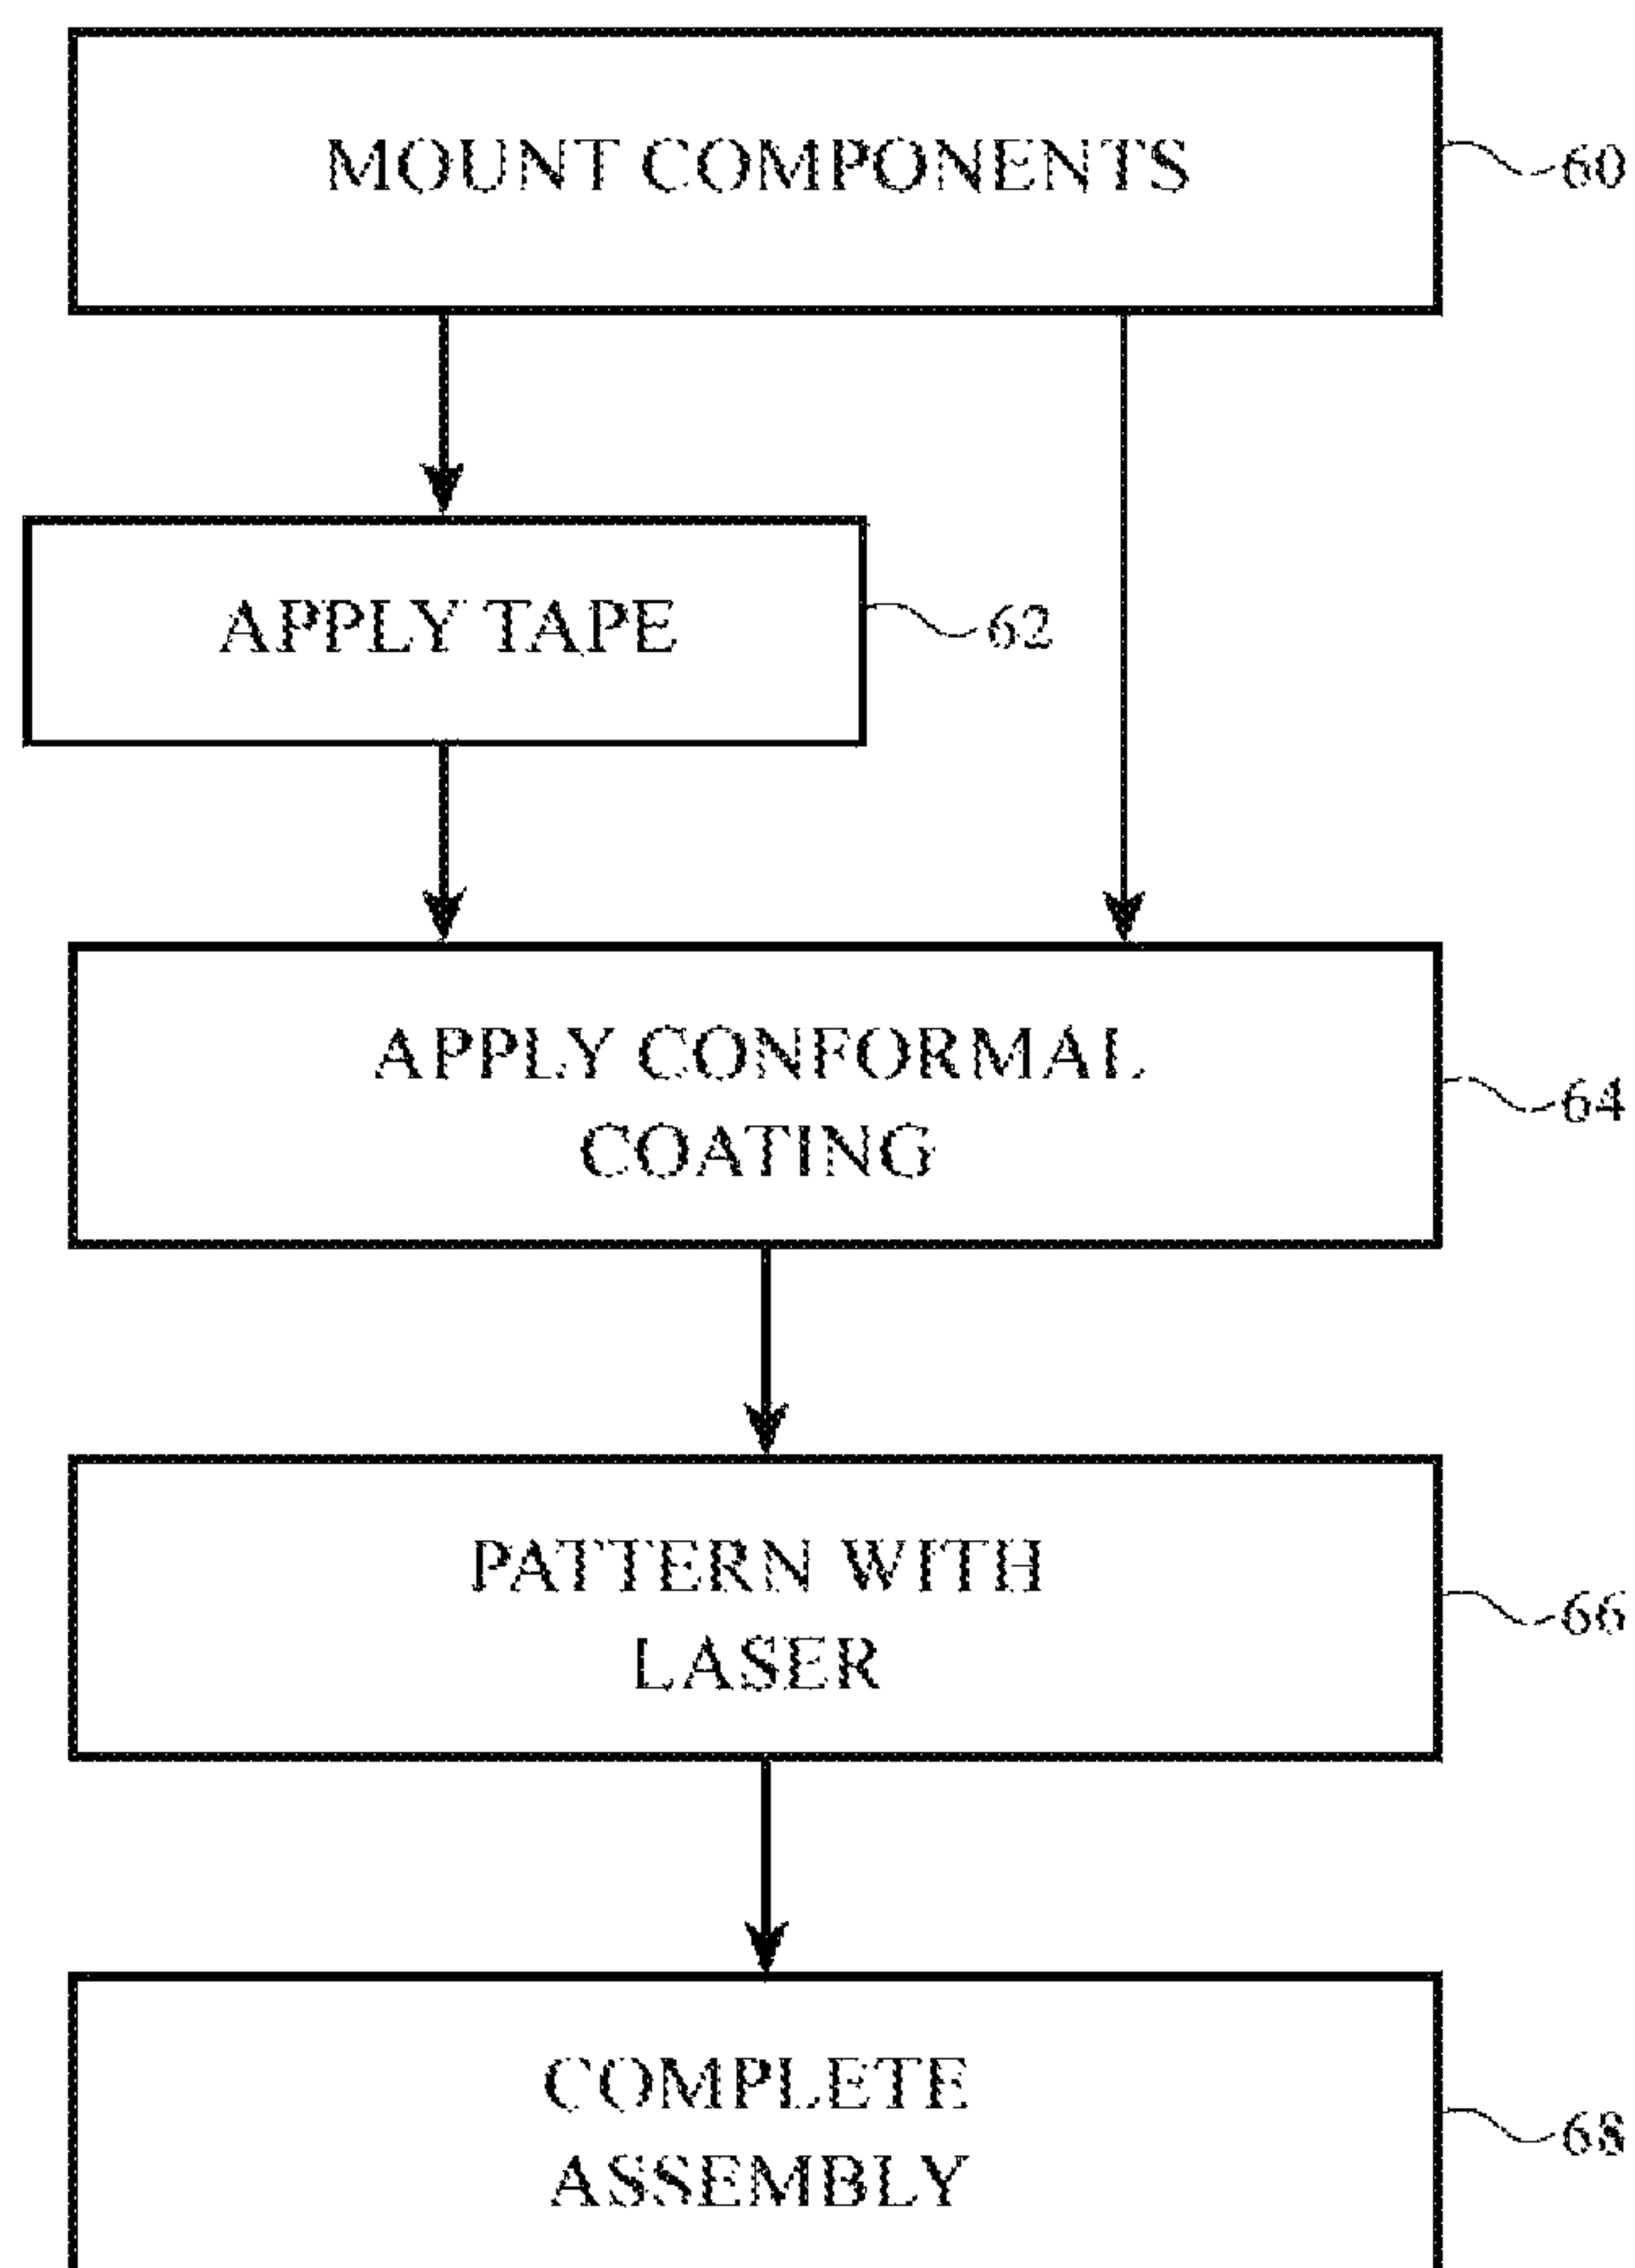 MOUNT COMPONENTS
60
APPLY TAPE
62
APPLY CONFORMAL
COATING
64
PATTERN WITH
LASER
66
COMPLETE
ASSEMBLY
68